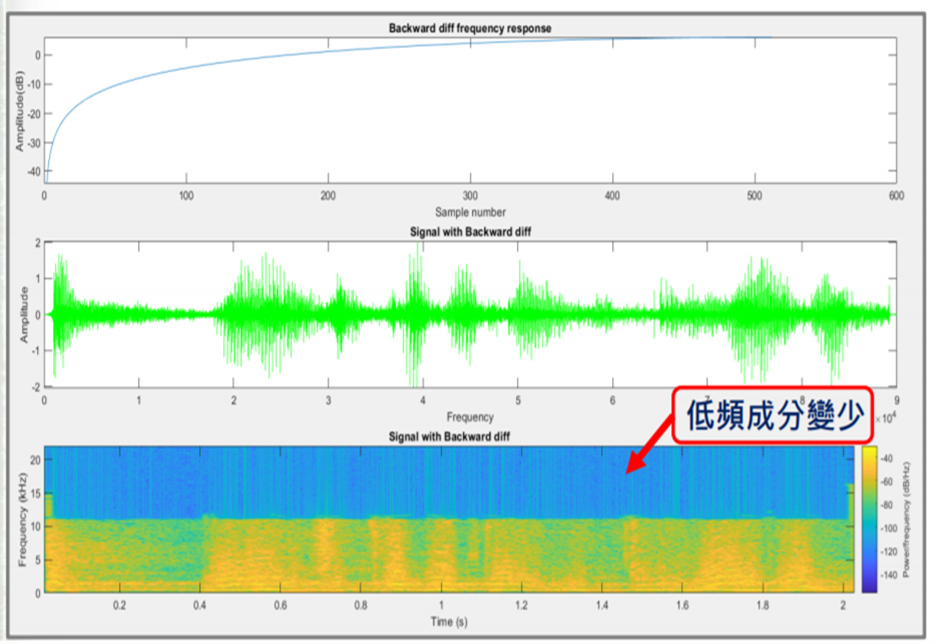 Backward diff frequency response
Amplitude(dB)
0
-10
-20
-30
-40
0 100 200 300 400 500 600
Sample number
Signal with Backward diff
Amplitude
2
1
0
-1
-2
0 1 2 3 4 5 6 7 8 9
×10⁴
Frequency
低頻成分變少
Signal with Backward diff
Frequency (kHz)
20
15
10
5
0
0.2 0.4 0.6 0.8 1 1.2 1.4 1.6 1.8 2
Time (s)
-40
-60
-80
-100
-120
-140
Power/frequency (dB/Hz)